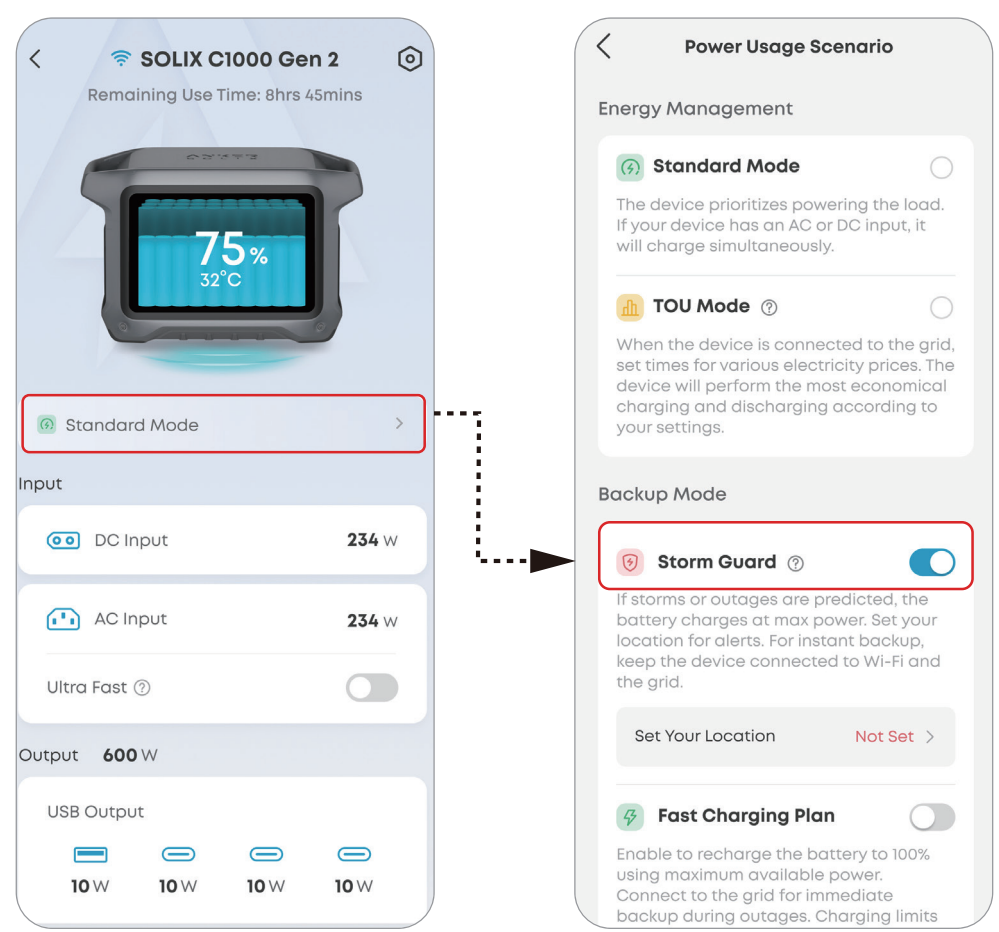 SOLIX C1000 Gen 2
Remaining Use Time: 8hrs 45mins
75%
32°C
Standard Mode
Input
DC Input 234 W
AC Input 234 W
Ultra Fast ?
Output 600 W
USB Output
10 W 10 W 10 W 10 W
Power Usage Scenario
Energy Management
Standard Mode
The device prioritizes powering the load.
If your device has an AC or DC input, it
will charge simultaneously.
TOU Mode ?
When the device is connected to the grid,
set times for various electricity prices. The
device will perform the most economical
charging and discharging according to
your settings.
Backup Mode
Storm Guard ?
If storms or outages are predicted, the
battery charges at max power. Set your
location for alerts. For instant backup,
keep the device connected to Wi-Fi and
the grid.
Set Your Location Not Set
Fast Charging Plan
Enable to recharge the battery to 100%
using maximum available power.
Connect to the grid for immediate
backup during outages. Charging limits